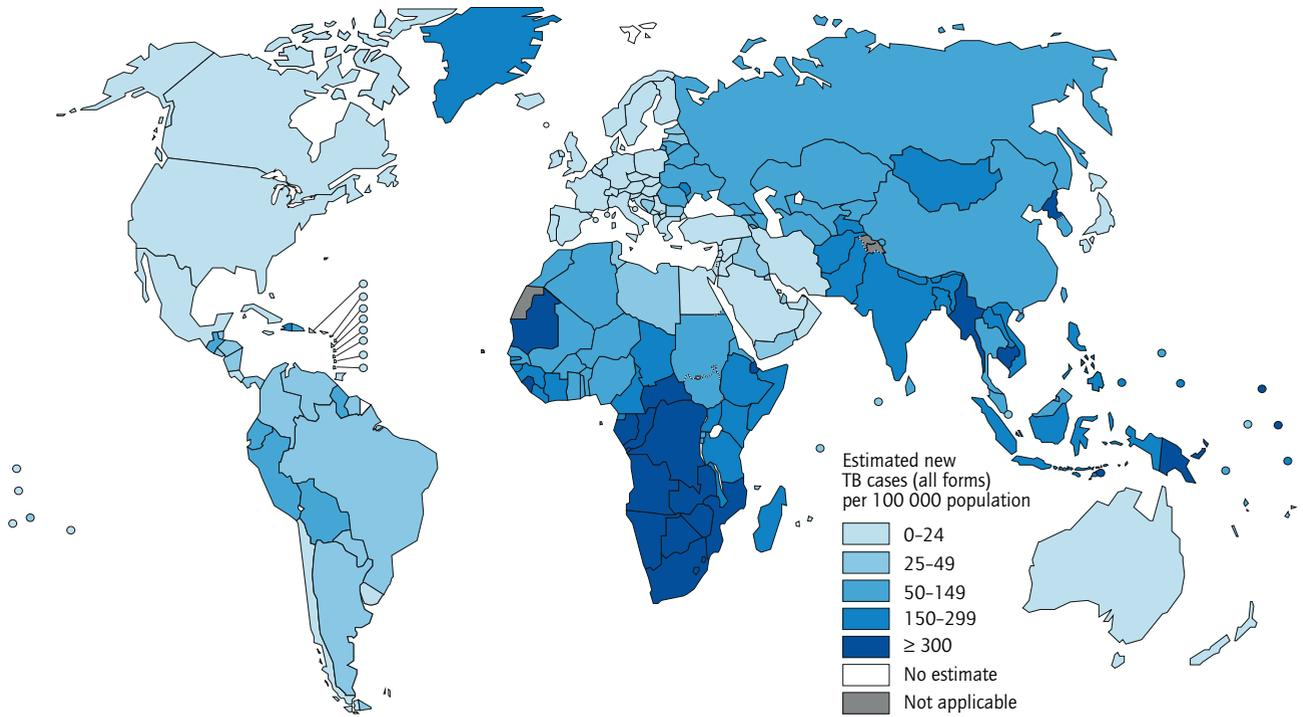 Estimated new
TB cases (all forms)
per 100 000 population
0–24
25–49
50–149
150–299
≥ 300
No estimate
Not applicable